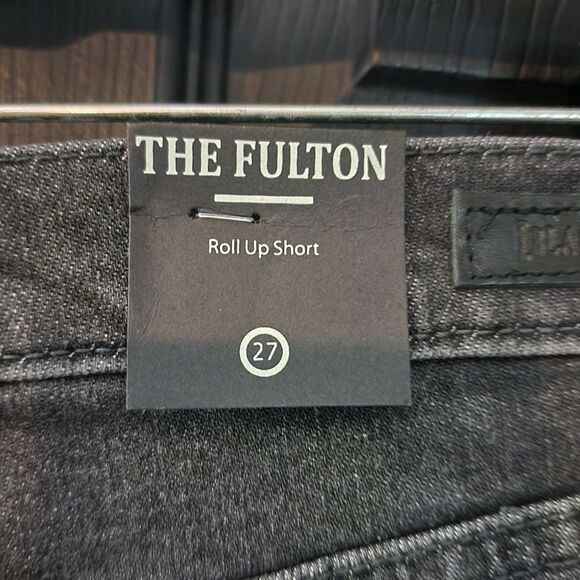 THE FULTON
Roll Up Short
27